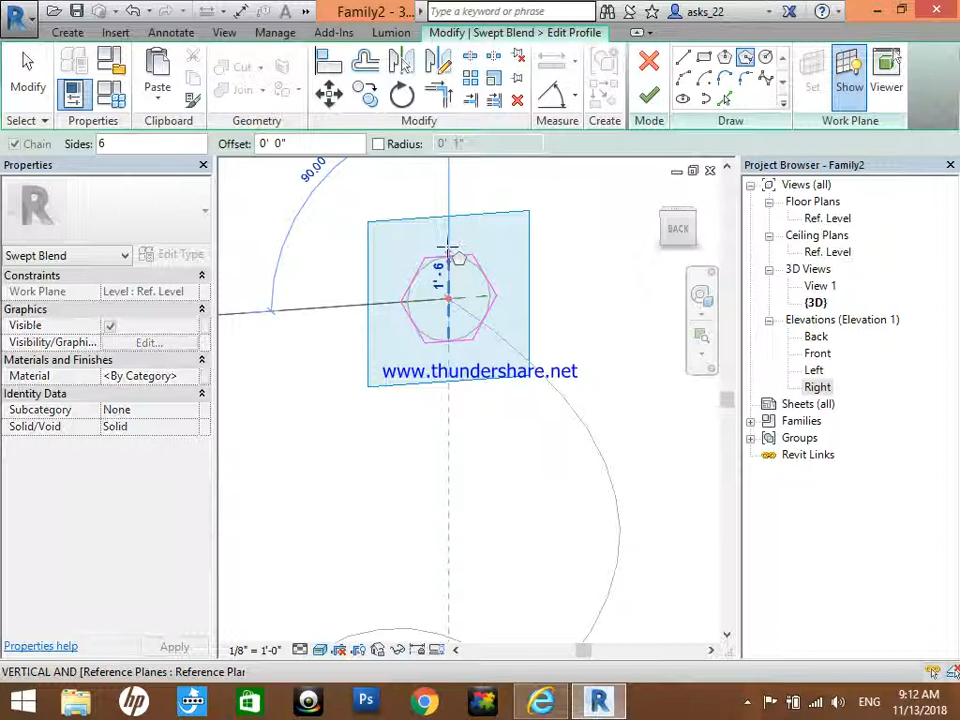 Family2 - 3...
Type a keyword or phrase
asks_22
Create Insert Annotate View Manage Add-Ins Lumion Modify | Swept Blend > Edit Profile
Modify Paste Cut Join Set Show Viewer
Select Properties Clipboard Geometry Modify Measure Create Mode Draw Work Plane
Chain Sides: 6 Offset: 0' 0" Radius: 0' 1"
Properties
Swept Blend Edit Type
Constraints
Work Plane Level : Ref. Level
Graphics
Visible
Visibility/Graphi... Edit...
Materials and Finishes
Material <By Category>
Identity Data
Subcategory None
Solid/Void Solid
Properties help Apply
90.00
BACK
1' - 6
www.thundershare.net
1/8" = 1'-0"
Project Browser - Family2
Views (all)
Floor Plans
Ref. Level
Ceiling Plans
Ref. Level
3D Views
View 1
(3D)
Elevations (Elevation 1)
Back
Front
Left
Right
Sheets (all)
Families
Groups
Revit Links
VERTICAL AND [Reference Planes : Reference Plar
ENG
9:12 AM
11/13/2018